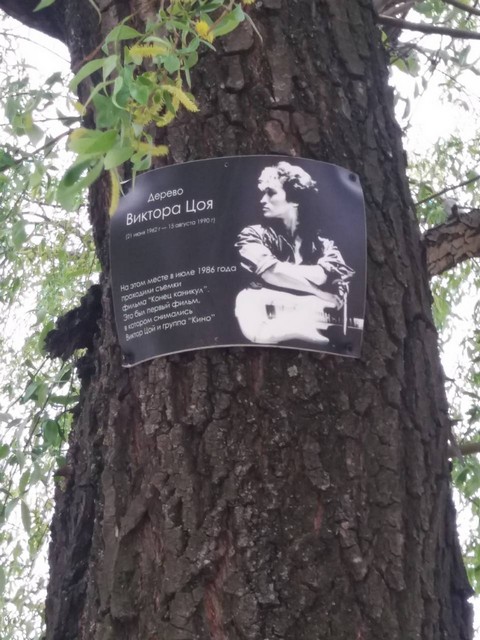 Дерево
Виктора Цоя
(21 июня 1962 г — 15 августа 1990 г)
На этом месте в июле 1986 года
проходили съёмки
фильма "Конец каникул".
Это был первый фильм,
в котором снимались
Виктор Цой и группа "Кино"